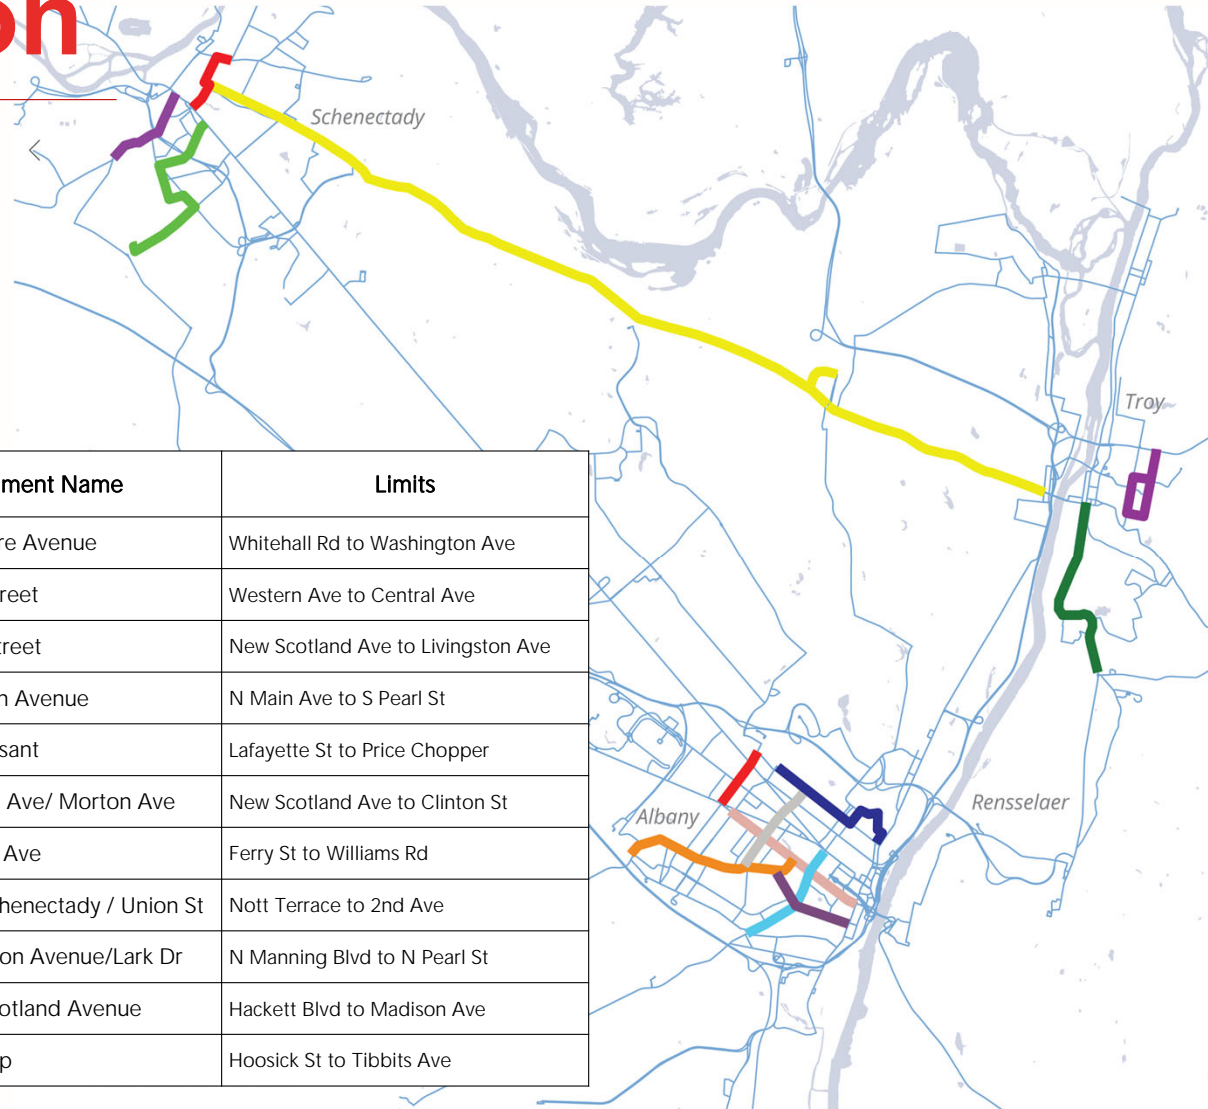 on
Schenectady
Troy
Albany
Rensselaer
ment Name Limits
re Avenue Whitehall Rd to Washington Ave
reet Western Ave to Central Ave
treet New Scotland Ave to Livingston Ave
n Avenue N Main Ave to S Pearl St
sant Lafayette St to Price Chopper
Ave/ Morton Ave New Scotland Ave to Clinton St
Ave Ferry St to Williams Rd
henectady / Union St Nott Terrace to 2nd Ave
on Avenue/Lark Dr N Manning Blvd to N Pearl St
otland Avenue Hackett Blvd to Madison Ave
p Hoosick St to Tibbits Ave